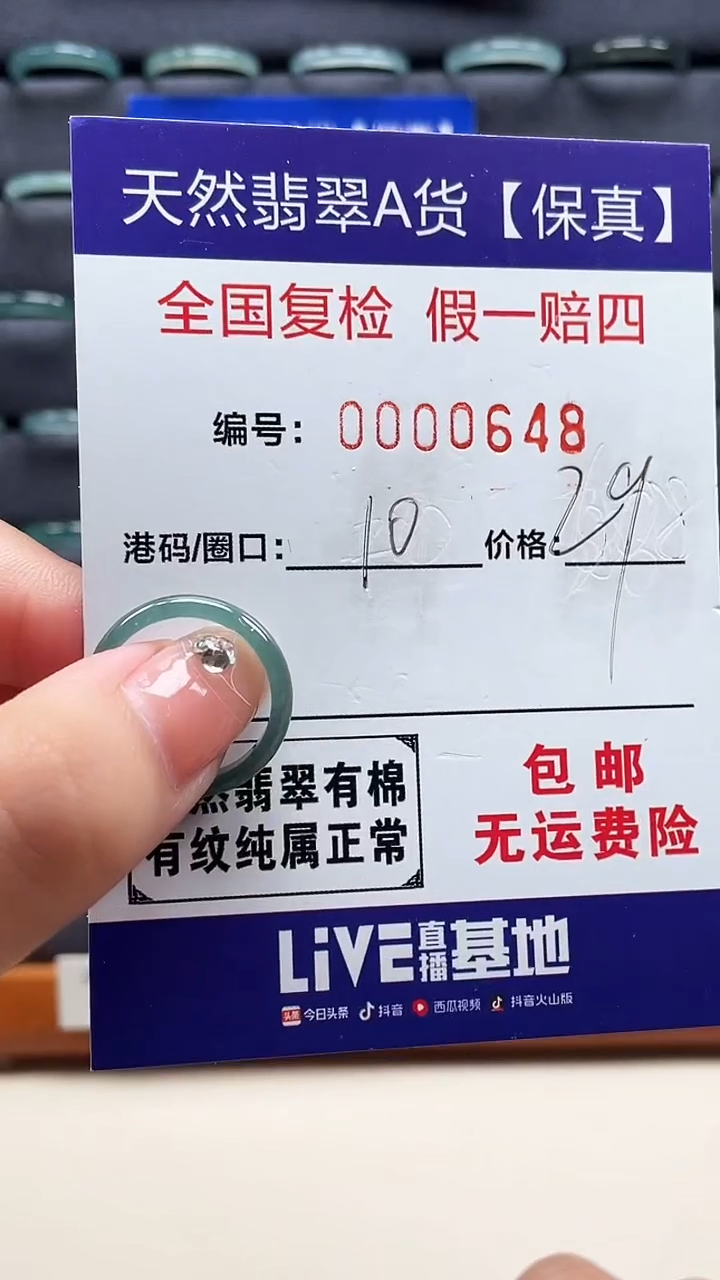 天然翡翠A货【保真】
全国复检 假一赔四
编号: 0000648
港码/圈口: 10 价格: 29
然翡翠有棉
有纹纯属正常
包邮
无运费险
LiVE直播基地
头条 今日头条 抖音 西瓜视频 抖音火山版